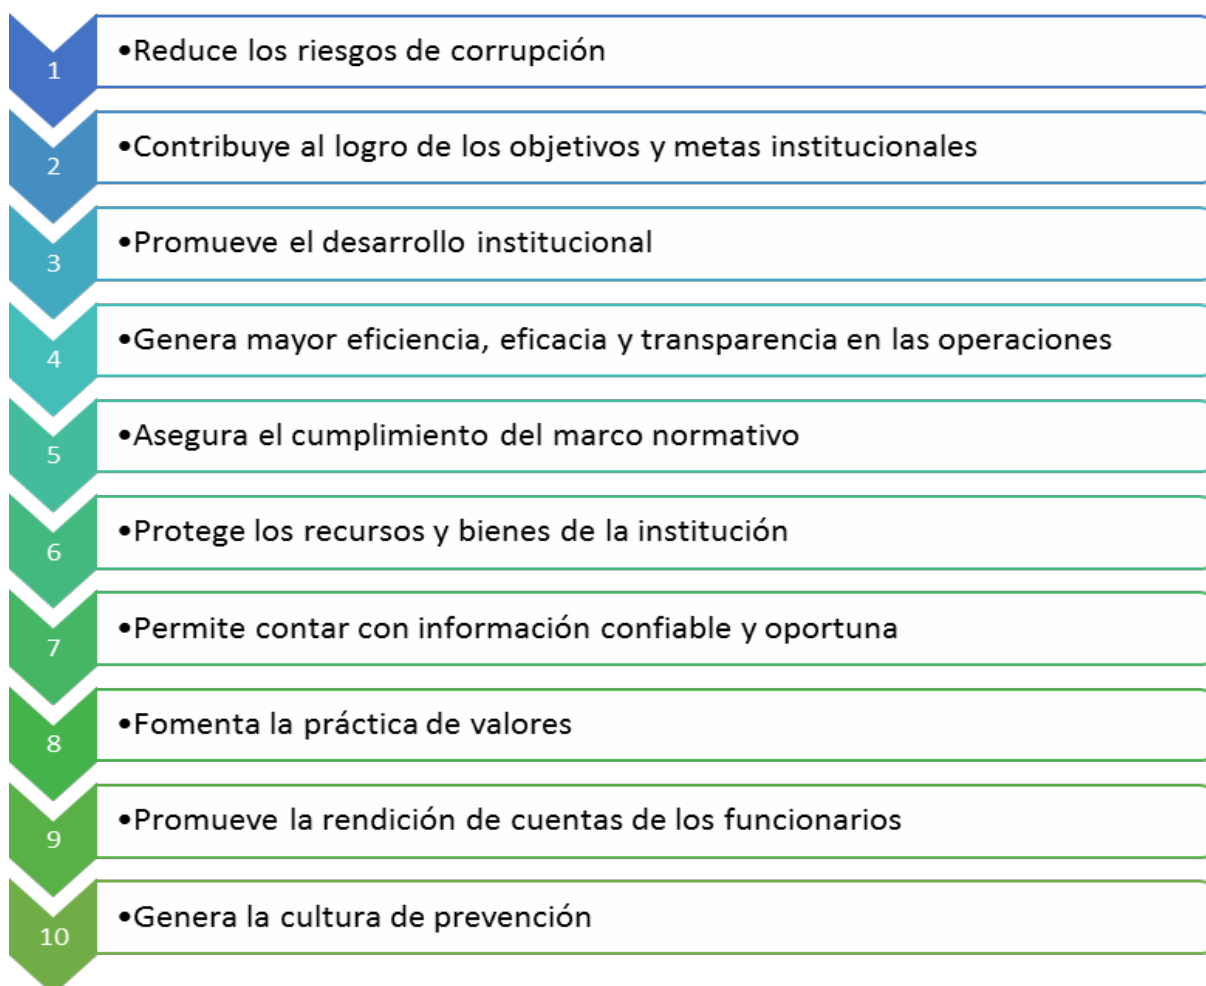 1
•Reduce los riesgos de corrupción
2
•Contribuye al logro de los objetivos y metas institucionales
3
•Promueve el desarrollo institucional
4
•Genera mayor eficiencia, eficacia y transparencia en las operaciones
5
•Asegura el cumplimiento del marco normativo
6
•Protege los recursos y bienes de la institución
7
•Permite contar con información confiable y oportuna
8
•Fomenta la práctica de valores
9
•Promueve la rendición de cuentas de los funcionarios
10
•Genera la cultura de prevención